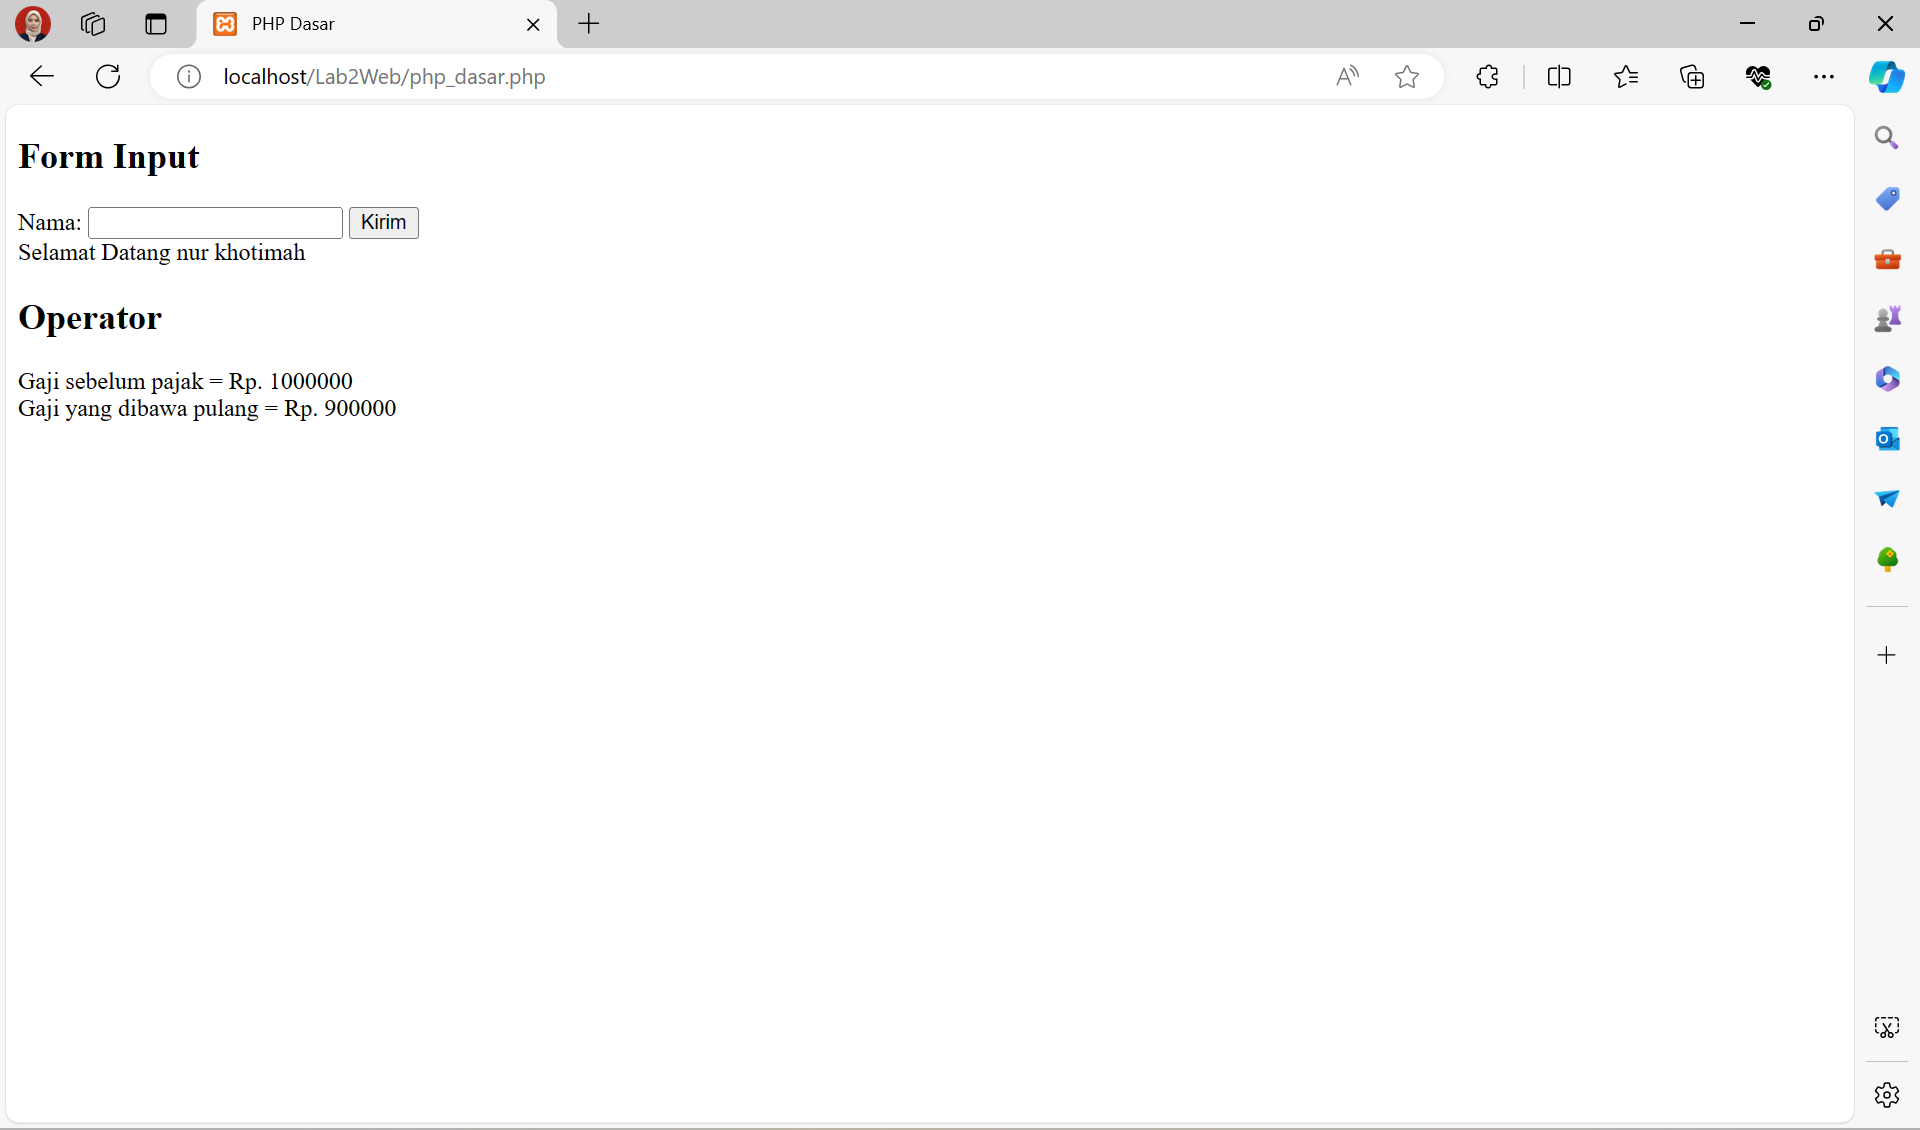 PHP Dasar
localhost/Lab2Web/php_dasar.php
Form Input
Nama: Kirim
Selamat Datang nur khotimah
Operator
Gaji sebelum pajak = Rp. 1000000
Gaji yang dibawa pulang = Rp. 900000